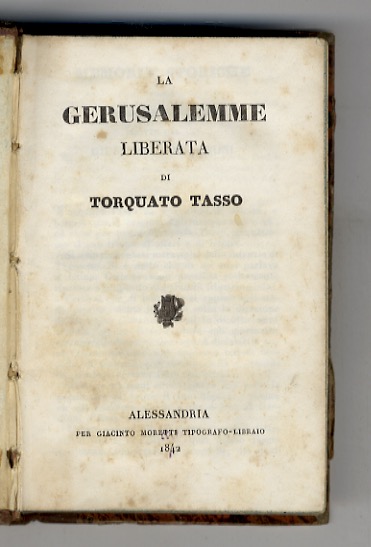 LA
GERUSALEMME
LIBERATA
DI
TORQUATO TASSO
ALESSANDRIA
PER GIACINTO MORETTI TIPOGRAFO-LIBRAIO
1842